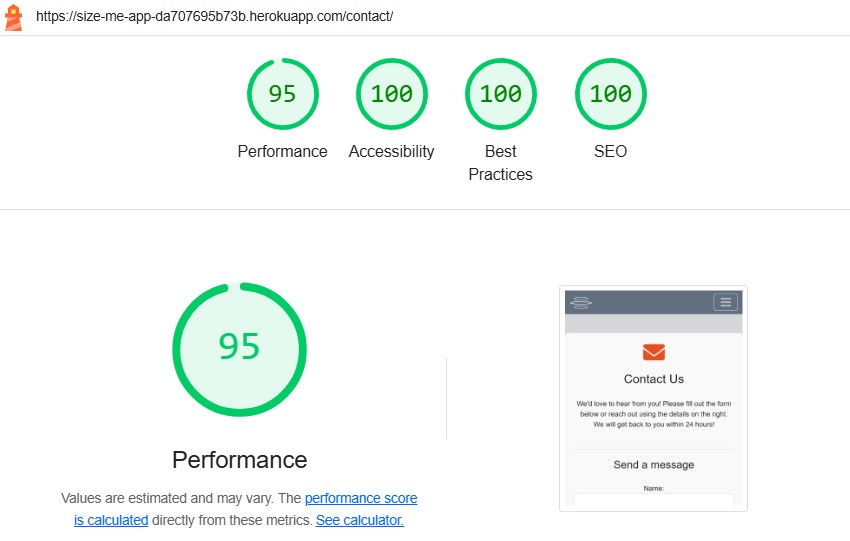 https://size-me-app-da707695b73b.herokuapp.com/contact/
95
100
100
100
Performance
Accessibility
Best
Practices
SEO
95
Performance
Values are estimated and may vary. The performance score
is calculated directly from these metrics. See calculator.
Contact Us
We'd love to hear from you! Please fill out the form
below or reach out using the details on the right.
We will get back to you within 24 hours!
Send a message
Name: